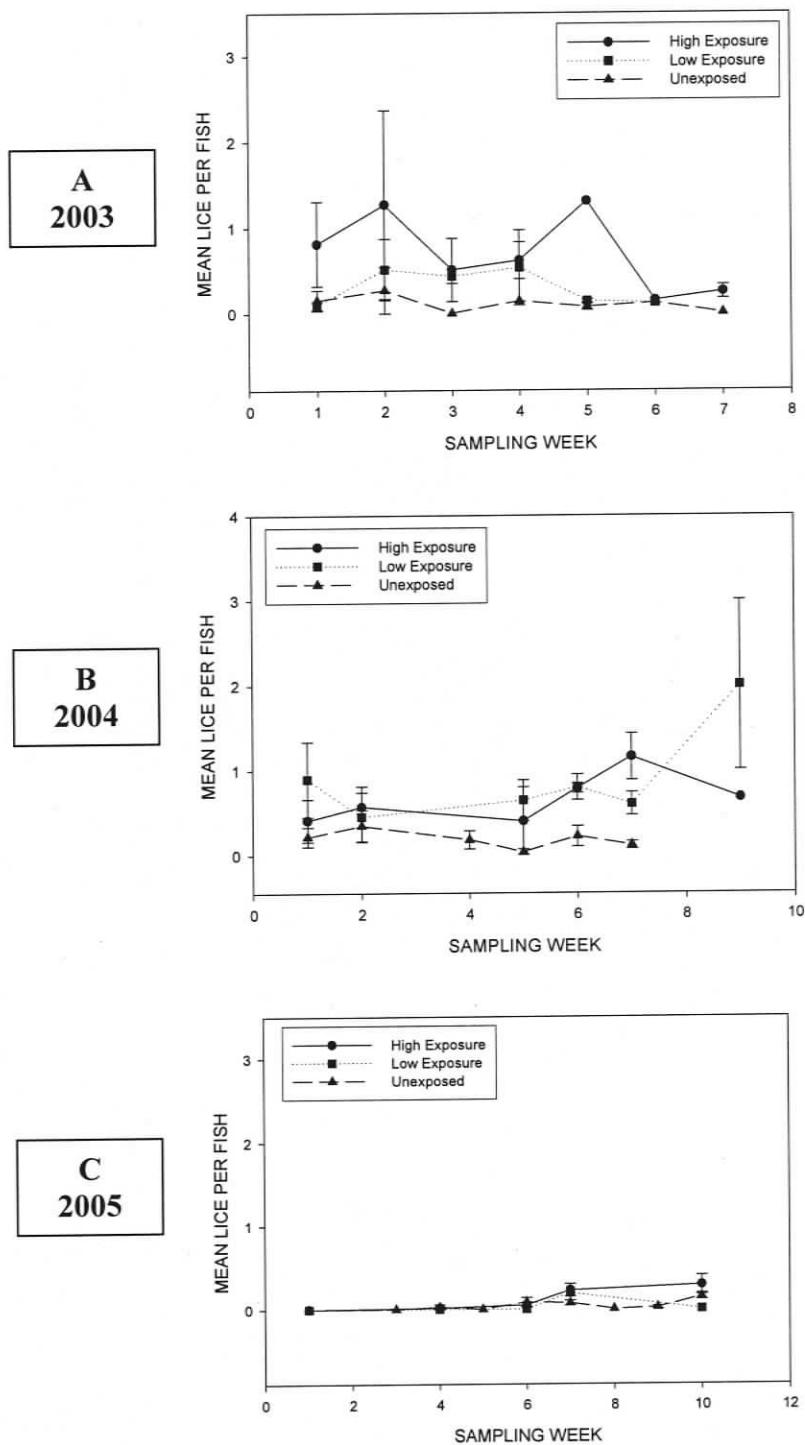 A
2003
MEAN LICE PER FISH
3
2
1
0
High Exposure
Low Exposure
Unexposed
0 1 2 3 4 5 6 7 8
SAMPLING WEEK
B
2004
MEAN LICE PER FISH
4
3
2
1
0
High Exposure
Low Exposure
Unexposed
0 2 4 6 8 10
SAMPLING WEEK
C
2005
MEAN LICE PER FISH
3
2
1
0
High Exposure
Low Exposure
Unexposed
0 2 4 6 8 10 12
SAMPLING WEEK